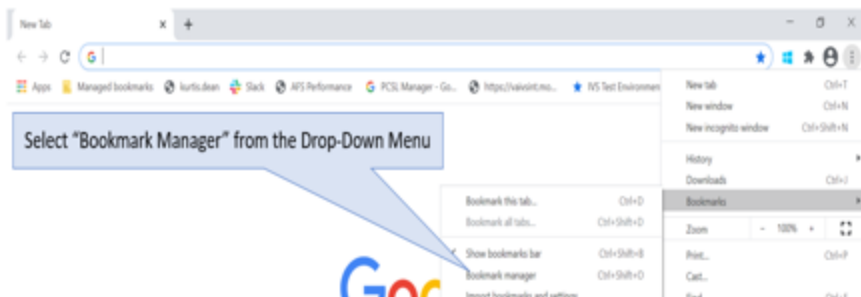 New Tab
Apps Managed bookmarks kurtis.dean Slack AFS Performance PCSL Manager - Go... https://vaivsint.mo... IVS Test Environmen
Select “Bookmark Manager” from the Drop-Down Menu
New tab Ctrl+T
New window Ctrl+N
New incognito window Ctrl+Shift+N
History
Downloads Ctrl+J
Bookmarks
Zoom - 100% +
Print... Ctrl+P
Cast...
Bookmark this tab... Ctrl+D
Bookmark all tabs... Ctrl+Shift+D
Show bookmarks bar Ctrl+Shift+B
Bookmark manager Ctrl+Shift+O
Import bookmarks and settings
Goo